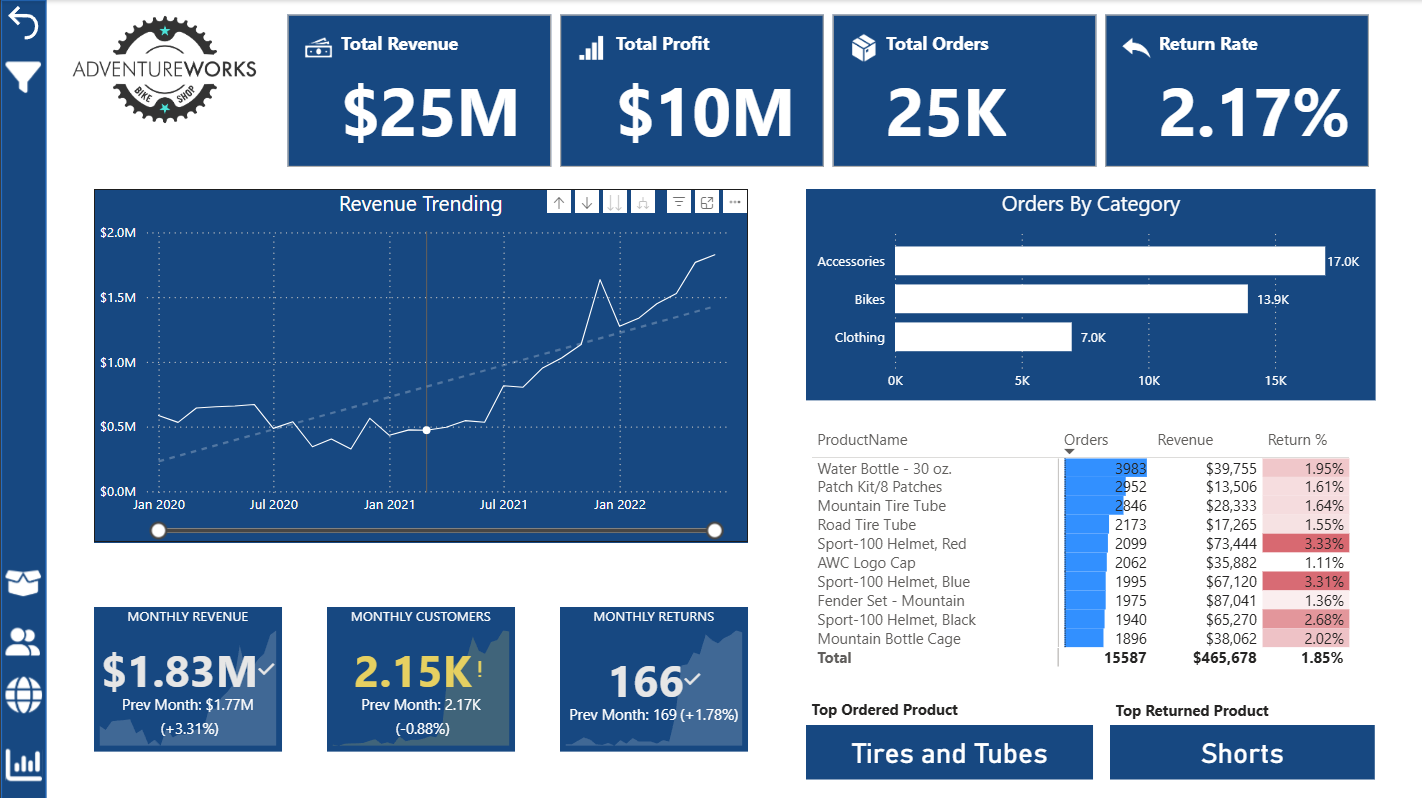 ADVENTUREWORKS
BIKE SHOP
Total Revenue
$25M
Total Profit
$10M
Total Orders
25K
Return Rate
2.17%
Revenue Trending
$2.0M
$1.5M
$1.0M
$0.5M
$0.0M
Jan 2020 Jul 2020 Jan 2021 Jul 2021 Jan 2022
Orders By Category
Accessories 17.0K
Bikes 13.9K
Clothing 7.0K
0K 5K 10K 15K
ProductName Orders Revenue Return %
Water Bottle - 30 oz. 3983 $39,755 1.95%
Patch Kit/8 Patches 2952 $13,506 1.61%
Mountain Tire Tube 2846 $28,333 1.64%
Road Tire Tube 2173 $17,265 1.55%
Sport-100 Helmet, Red 2099 $73,444 3.33%
AWC Logo Cap 2062 $35,882 1.11%
Sport-100 Helmet, Blue 1995 $67,120 3.31%
Fender Set - Mountain 1975 $87,041 1.36%
Sport-100 Helmet, Black 1940 $65,270 2.68%
Mountain Bottle Cage 1896 $38,062 2.02%
Total 15587 $465,678 1.85%
MONTHLY REVENUE
$1.83M
Prev Month: $1.77M
(+3.31%)
MONTHLY CUSTOMERS
2.15K!
Prev Month: 2.17K
(-0.88%)
MONTHLY RETURNS
166
Prev Month: 169 (+1.78%)
Top Ordered Product
Tires and Tubes
Top Returned Product
Shorts